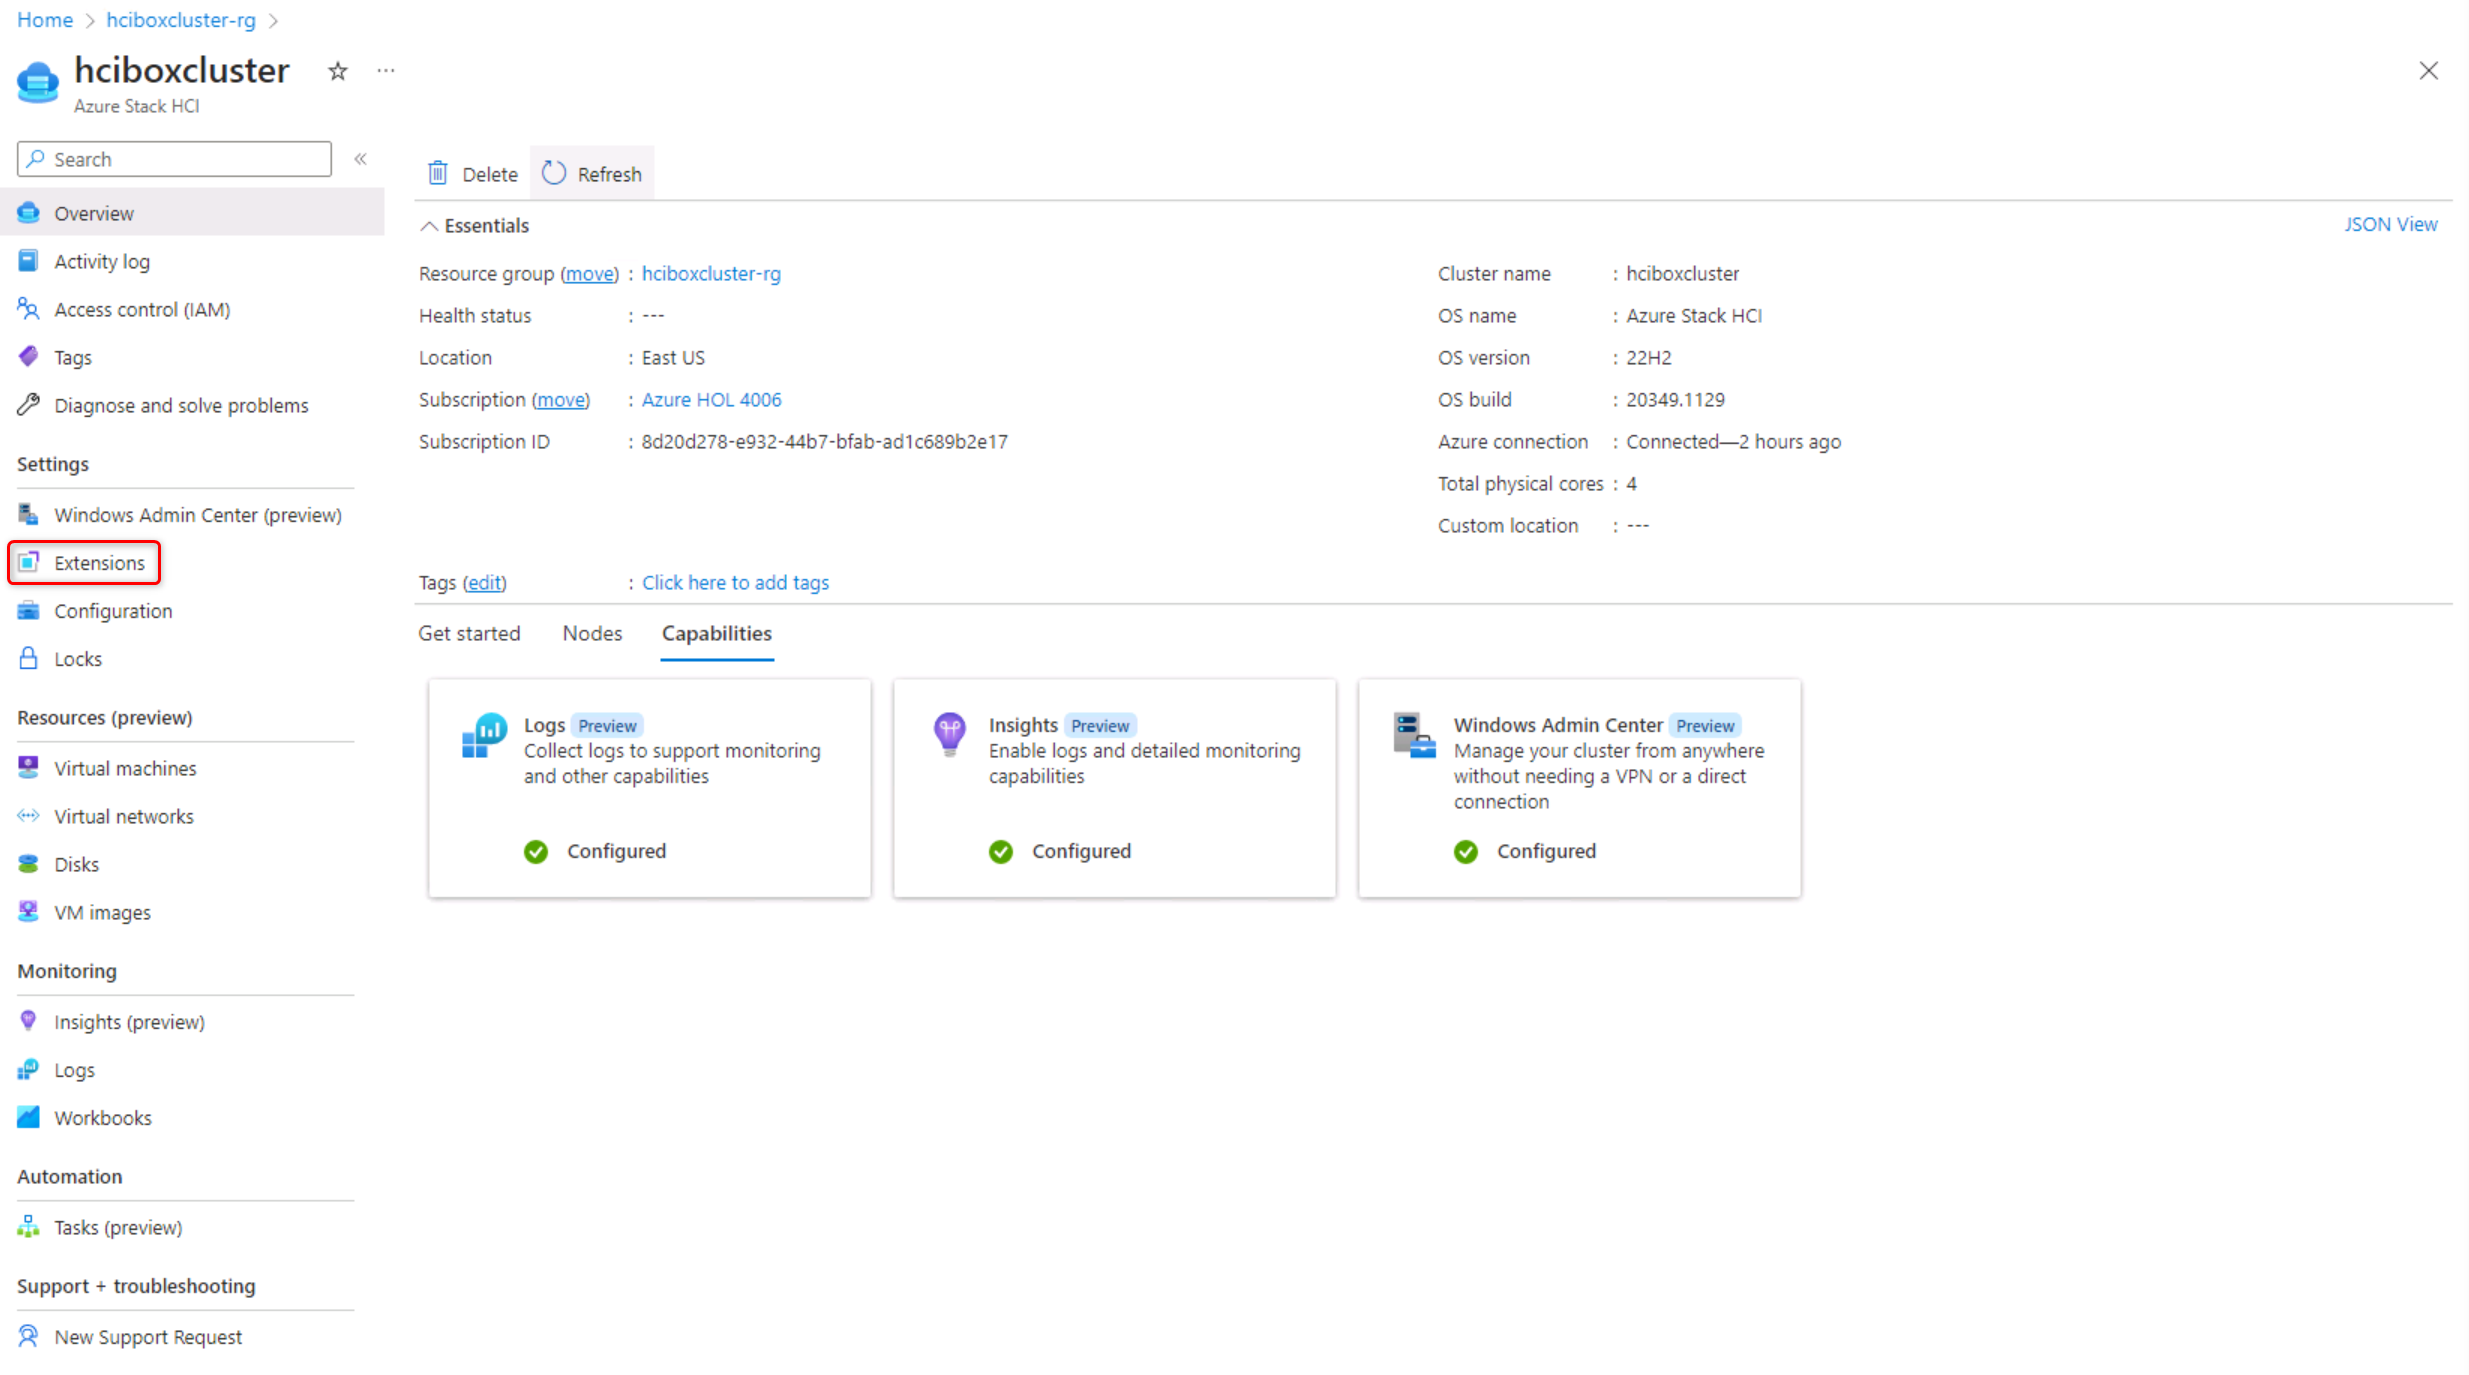 Home > hciboxcluster-rg >
hciboxcluster ☆ ...
Azure Stack HCI
Search «
Overview
Activity log
Access control (IAM)
Tags
Diagnose and solve problems
Settings
Windows Admin Center (preview)
Extensions
Configuration
Locks
Resources (preview)
Virtual machines
Virtual networks
Disks
VM images
Monitoring
Insights (preview)
Logs
Workbooks
Automation
Tasks (preview)
Support + troubleshooting
New Support Request
Delete Refresh
Essentials
JSON View
Resource group (move) : hciboxcluster-rg
Health status : ---
Location : East US
Subscription (move) : Azure HOL 4006
Subscription ID : 8d20d278-e932-44b7-bfab-ad1c689b2e17
Cluster name : hciboxcluster
OS name : Azure Stack HCI
OS version : 22H2
OS build : 20349.1129
Azure connection : Connected—2 hours ago
Total physical cores : 4
Custom location : ---
Tags (edit) : Click here to add tags
Get started Nodes Capabilities
Logs Preview
Collect logs to support monitoring
and other capabilities
Configured
Insights Preview
Enable logs and detailed monitoring
capabilities
Configured
Windows Admin Center Preview
Manage your cluster from anywhere
without needing a VPN or a direct
connection
Configured